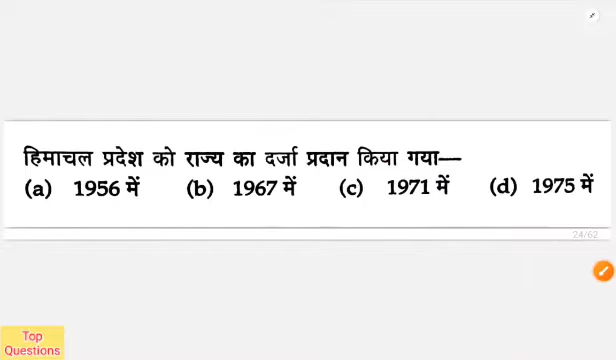 हिमाचल प्रदेश को राज्य का दर्जा प्रदान किया गया—
(a) 1956 में (b) 1967 में (c) 1971 में (d) 1975 में
24/62
Top
Questions